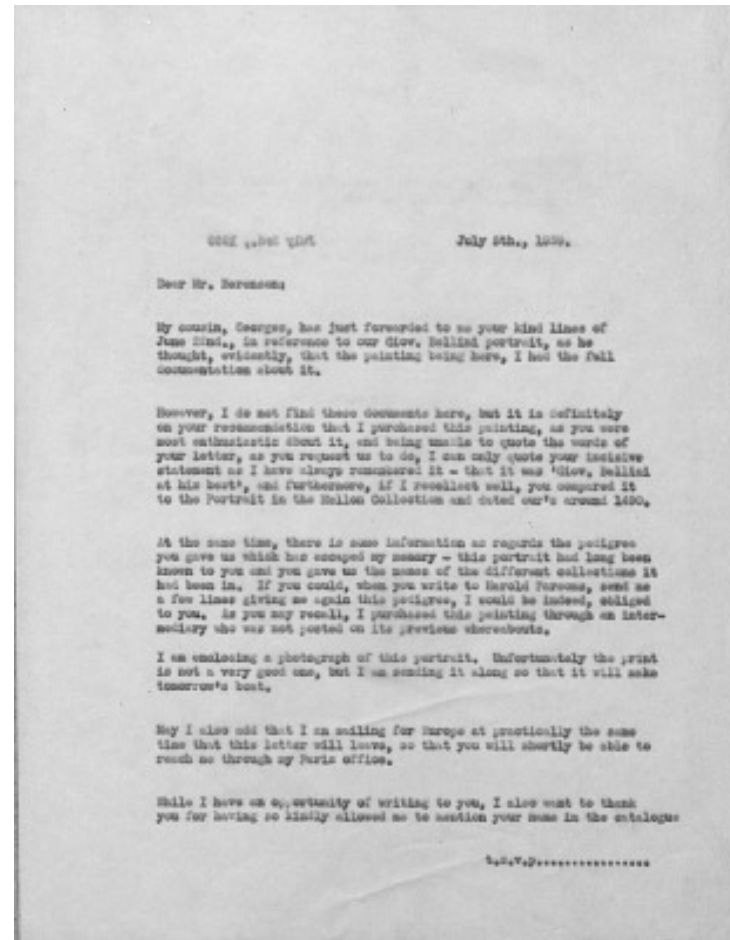 July 5th., 1939.
Dear Mr. Berenson:
My cousin, Georges, has just forwarded to me your kind lines of
June 22nd., in reference to our Giov. Bellini portrait, as he
thought, evidently, that the painting being here, I had the full
documentation about it.
However, I do not find these documents here, but it is definitely
on your recommendation that I purchased this painting, as you were
most enthusiastic about it, and being unable to quote the words of
your letter, as you request us to do, I can only quote your incisive
statement as I have always remembered it - that it was 'Giov. Bellini
at his best', and furthermore, if I recollect well, you compared it
to the Portrait in the Mellon Collection and dated our's around 1490.
At the same time, there is some information as regards the pedigree
you gave us which has escaped my memory - this portrait had long been
known to you and you gave us the names of the different collections it
had been in. If you could, when you write to Harold Parsons, send me
a few lines giving me again this pedigree, I would be indeed, obliged
to you. As you may recall, I purchased this painting through an inter-
mediary who was not posted on its previous whereabouts.
I am enclosing a photograph of this portrait. Unfortunately the print
is not a very good one, but I am sending it along so that it will make
tomorrow's boat.
May I also add that I am sailing for Europe at practically the same
time that this letter will leave, so that you will shortly be able to
reach me through my Paris office.
While I have an opportunity of writing to you, I also want to thank
you for having so kindly allowed me to mention your name in the catalogue
t.s.v.p.................